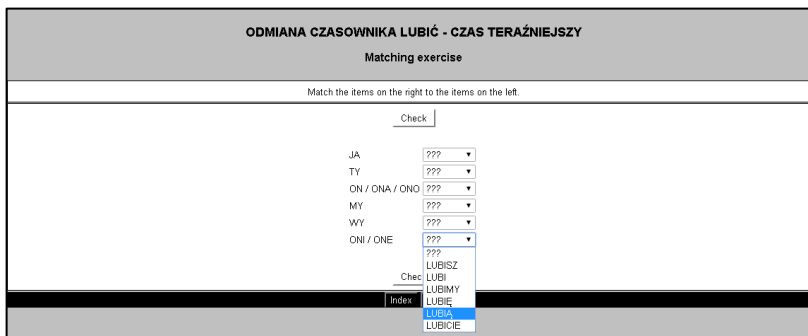 ODMIANA CZASOWNIKA LUBIĆ - CZAS TERAŹNIEJSZY
Matching exercise
Match the items on the right to the items on the left.
Check
JA ???
TY ???
ON / ONA / ONO ???
MY ???
WY ???
ONI / ONE ???
???
LUBISZ
LUBI
LUBIMY
LUBIĘ
LUBIĄ
LUBICIE
Chec
Index